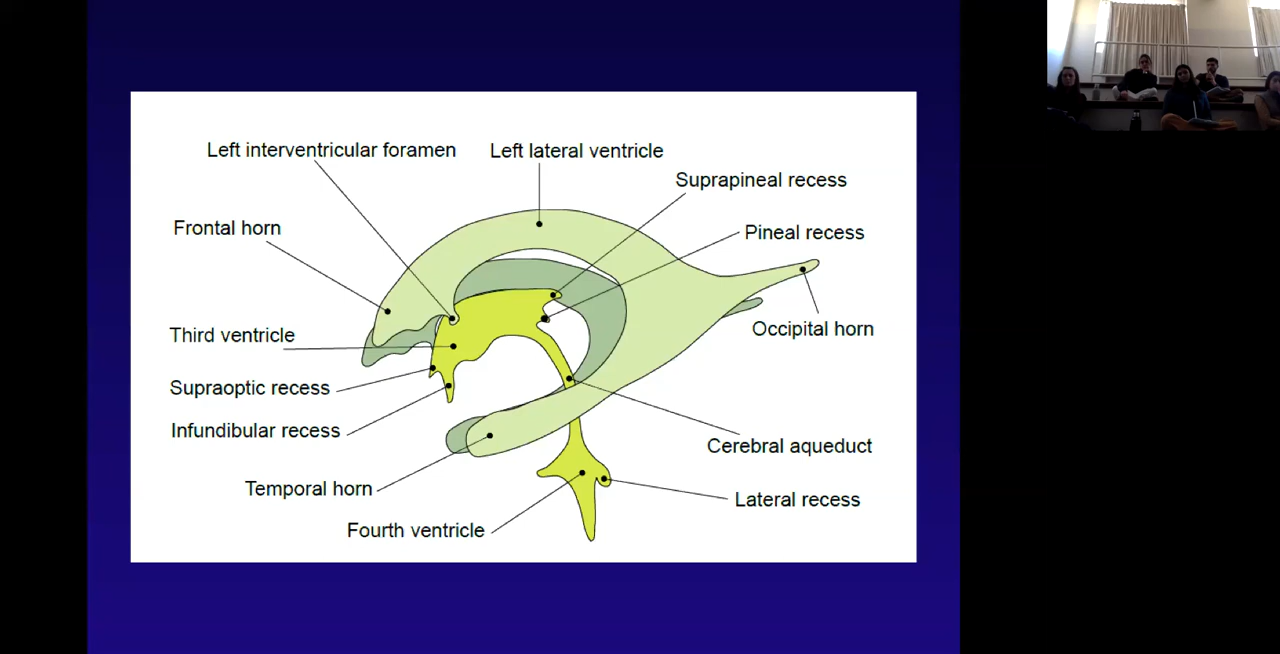 Left interventricular foramen
Left lateral ventricle
Suprapineal recess
Frontal horn
Pineal recess
Third ventricle
Occipital horn
Supraoptic recess
Infundibular recess
Cerebral aqueduct
Temporal horn
Lateral recess
Fourth ventricle